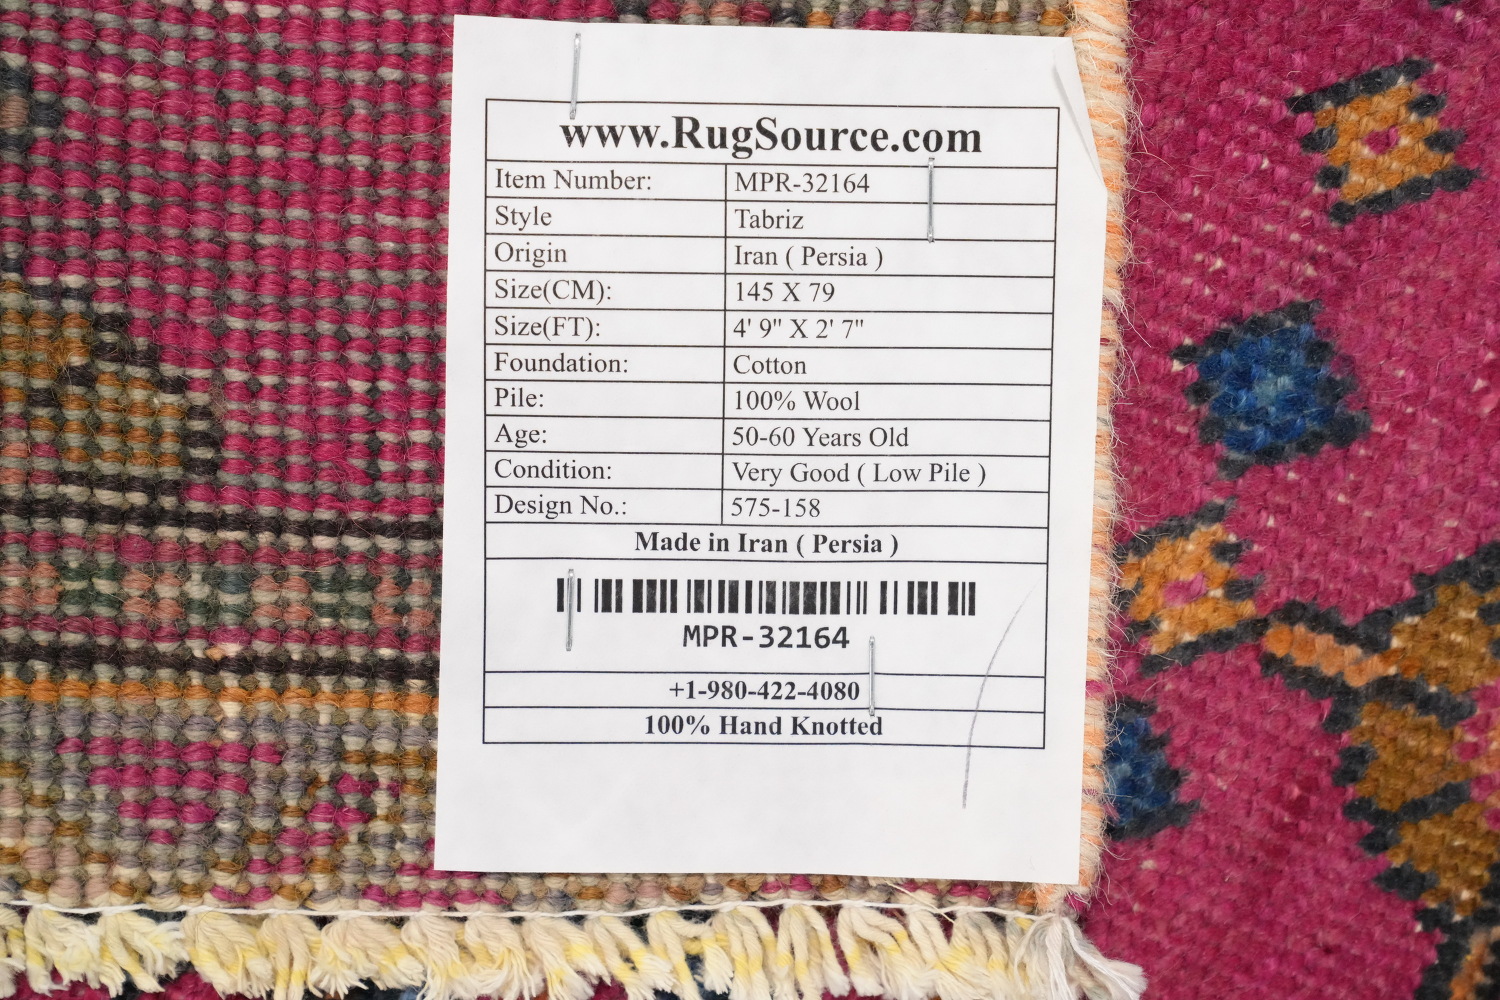 www.RugSource.com
Item Number: MPR-32164
Style Tabriz
Origin Iran ( Persia )
Size(CM): 145 X 79
Size(FT): 4' 9" X 2' 7"
Foundation: Cotton
Pile: 100% Wool
Age: 50-60 Years Old
Condition: Very Good ( Low Pile )
Design No.: 575-158
Made in Iran ( Persia )
MPR-32164
+1-980-422-4080
100% Hand Knotted